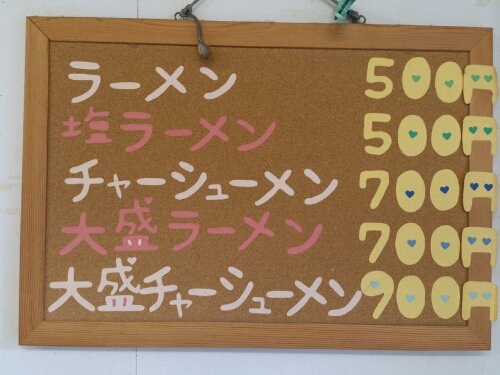 ラーメン 500円
塩ラーメン 500円
チャーシューメン 700円
大盛ラーメン 700円
大盛チャーシューメン 900円